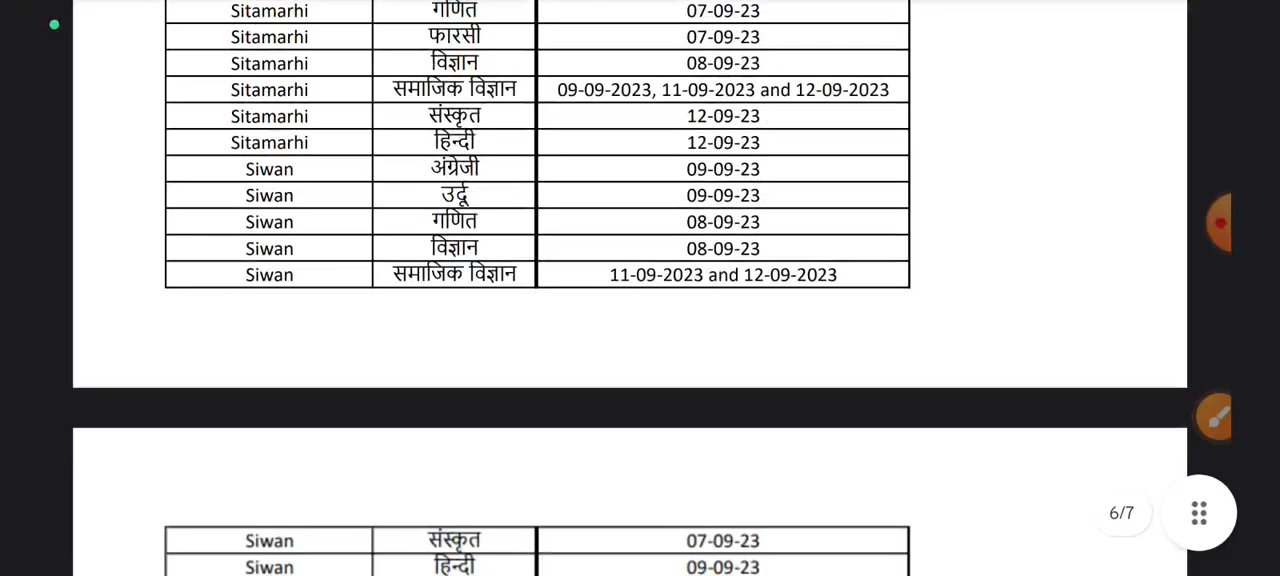 Sitamarhi गणित 07-09-23
Sitamarhi फारसी 07-09-23
Sitamarhi विज्ञान 08-09-23
Sitamarhi समाजिक विज्ञान 09-09-2023, 11-09-2023 and 12-09-2023
Sitamarhi संस्कृत 12-09-23
Sitamarhi हिन्दी 12-09-23
Siwan अंग्रेजी 09-09-23
Siwan उर्दू 09-09-23
Siwan गणित 08-09-23
Siwan विज्ञान 08-09-23
Siwan समाजिक विज्ञान 11-09-2023 and 12-09-2023
6/7
Siwan संस्कृत 07-09-23
Siwan हिन्दी 09-09-23